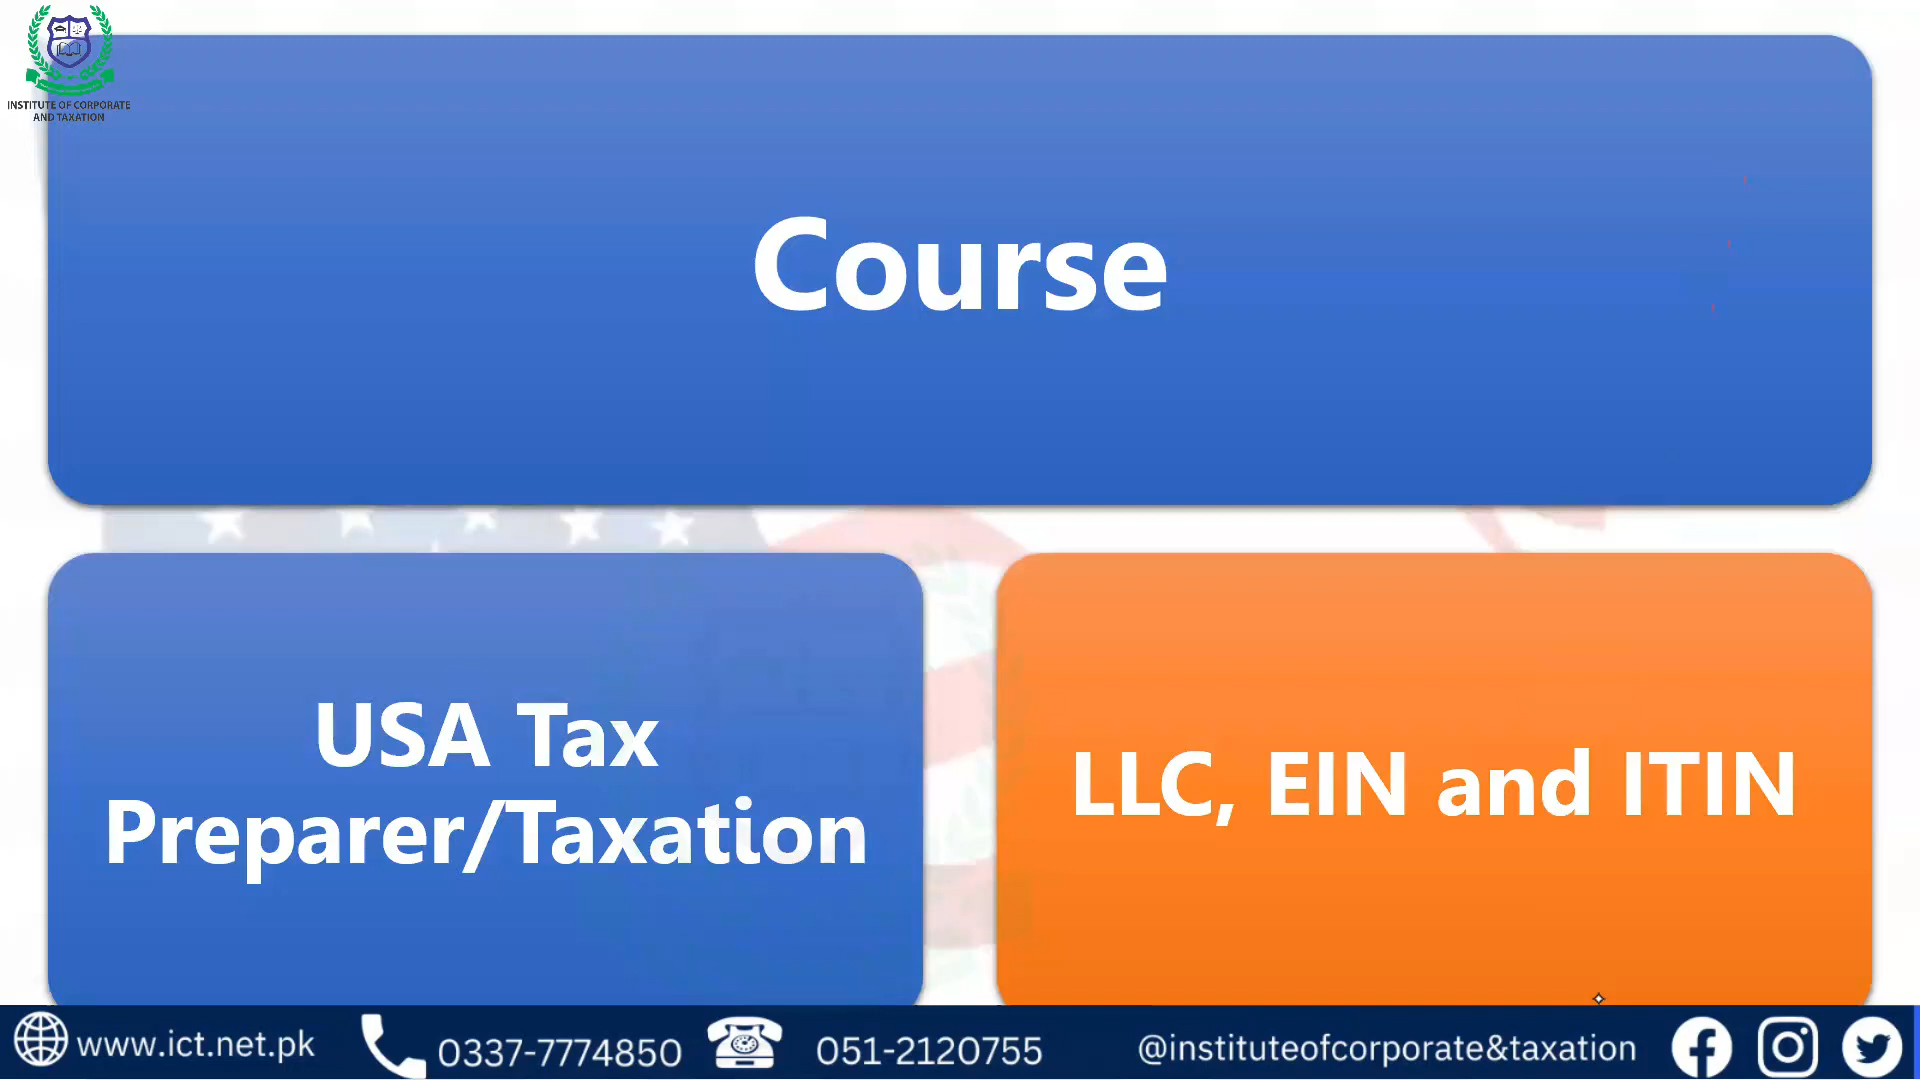 INSTITUTE OF CORPORATE
AND TAXATION
Course
USA Tax
Preparer/Taxation
LLC, EIN and ITIN
www.ict.net.pk
0337-7774850
051-2120755
@instituteofcorporate&taxation